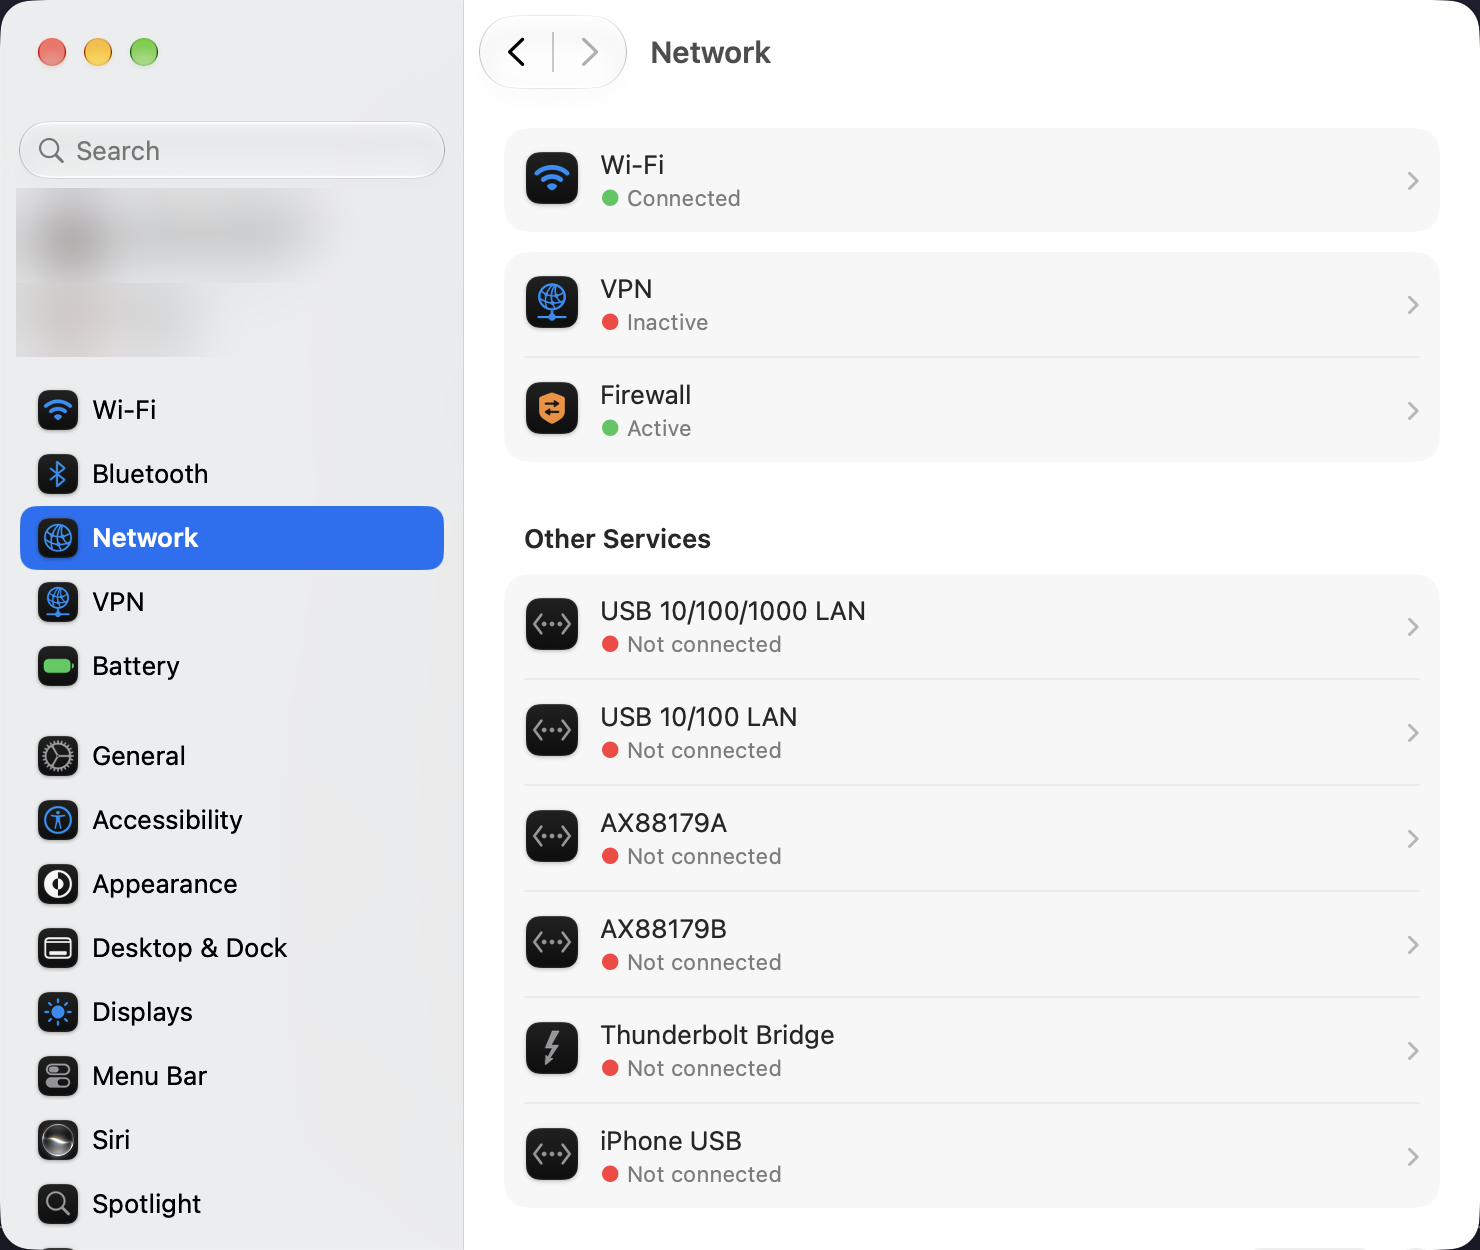 Search
Wi-Fi
Bluetooth
Network
VPN
Battery
General
Accessibility
Appearance
Desktop & Dock
Displays
Menu Bar
Siri
Spotlight
Network
Wi-Fi
Connected
VPN
Inactive
Firewall
Active
Other Services
USB 10/100/1000 LAN
Not connected
USB 10/100 LAN
Not connected
AX88179A
Not connected
AX88179B
Not connected
Thunderbolt Bridge
Not connected
iPhone USB
Not connected